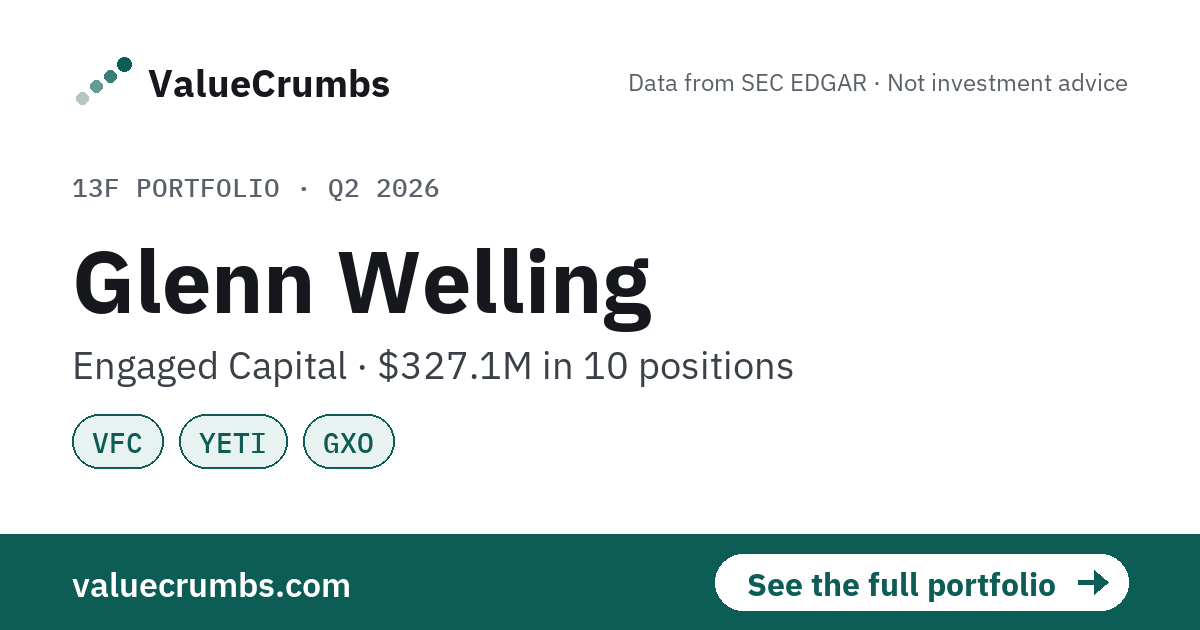 ValueCrumbs
Data from SEC EDGAR · Not investment advice
13F PORTFOLIO · Q2 2026
Glenn Welling
Engaged Capital · $327.1M in 10 positions
VFC YETI GXO
valuecrumbs.com
See the full portfolio →